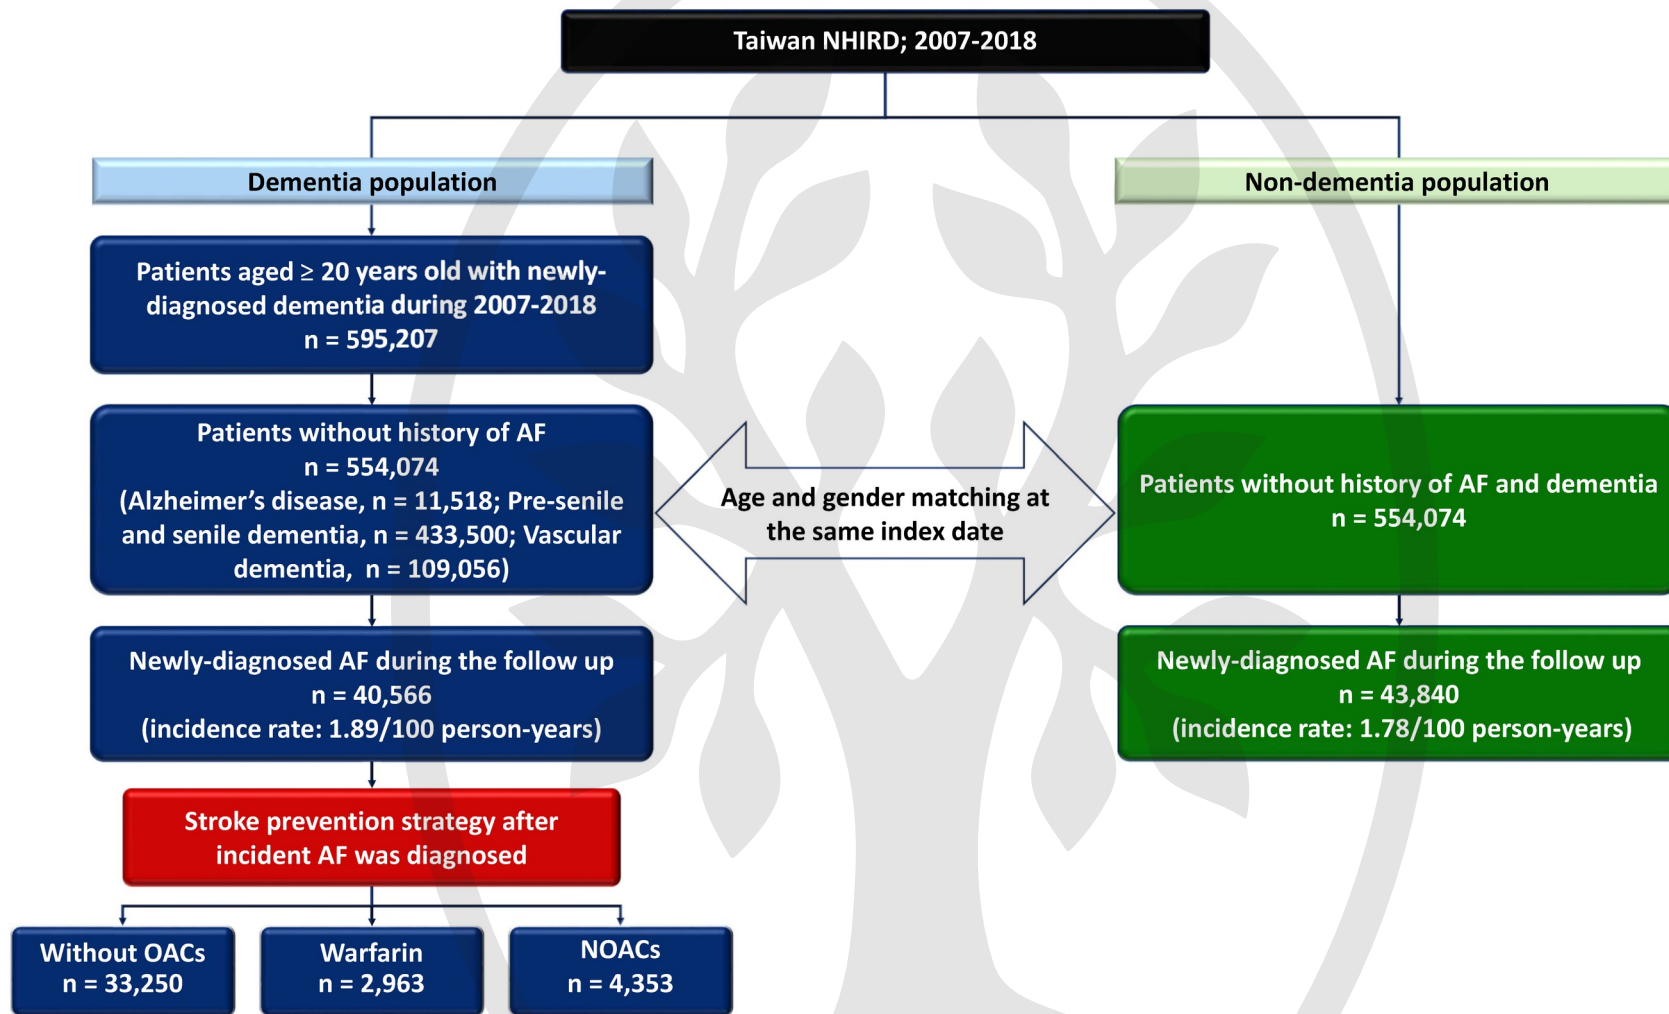 Taiwan NHIRD; 2007-2018
Dementia population
Non-dementia population
Patients aged ≥ 20 years old with newly-
diagnosed dementia during 2007-2018
n = 595,207
Patients without history of AF
n = 554,074
(Alzheimer's disease, n = 11,518; Pre-senile
and senile dementia, n = 433,500; Vascular
dementia,  n = 109,056)
Age and gender matching at
the same index date
Patients without history of AF and dementia
n = 554,074
Newly-diagnosed AF during the follow up
n = 40,566
(incidence rate: 1.89/100 person-years)
Newly-diagnosed AF during the follow up
n = 43,840
(incidence rate: 1.78/100 person-years)
Stroke prevention strategy after
incident AF was diagnosed
Without OACs
n = 33,250
Warfarin
n = 2,963
NOACs
n = 4,353